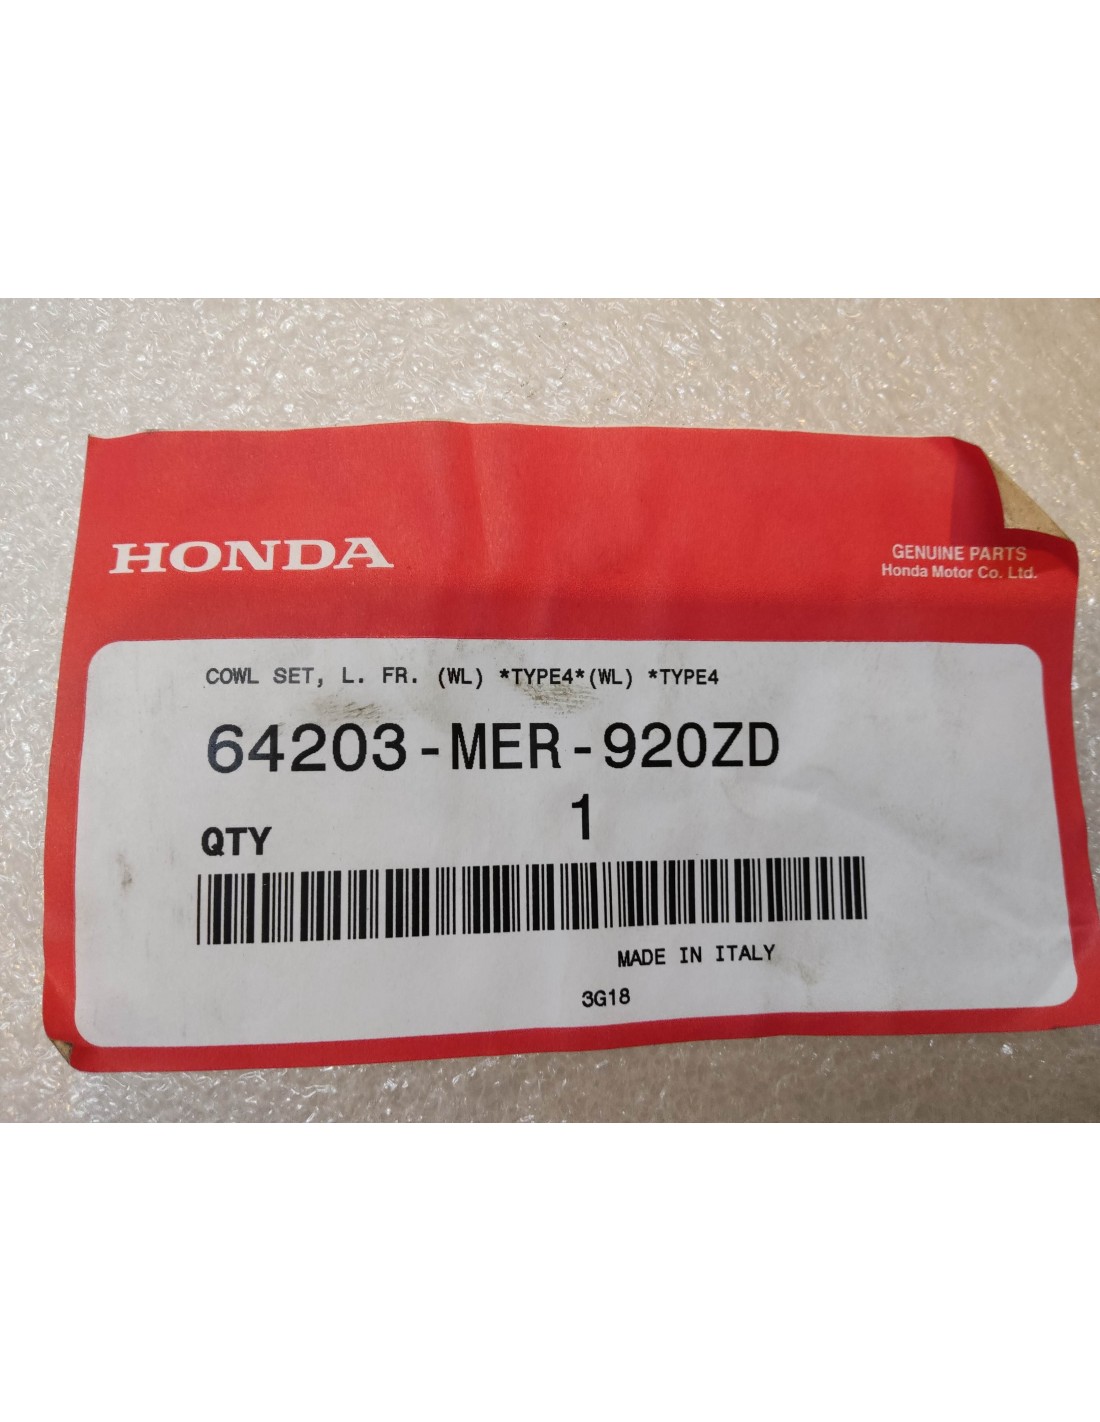 HONDA
GENUINE PARTS
Honda Motor Co. Ltd.
COWL SET, L. FR. (WL) *TYPE4*(WL) *TYPE4
64203-MER-920ZD
QTY 1
MADE IN ITALY
3G18